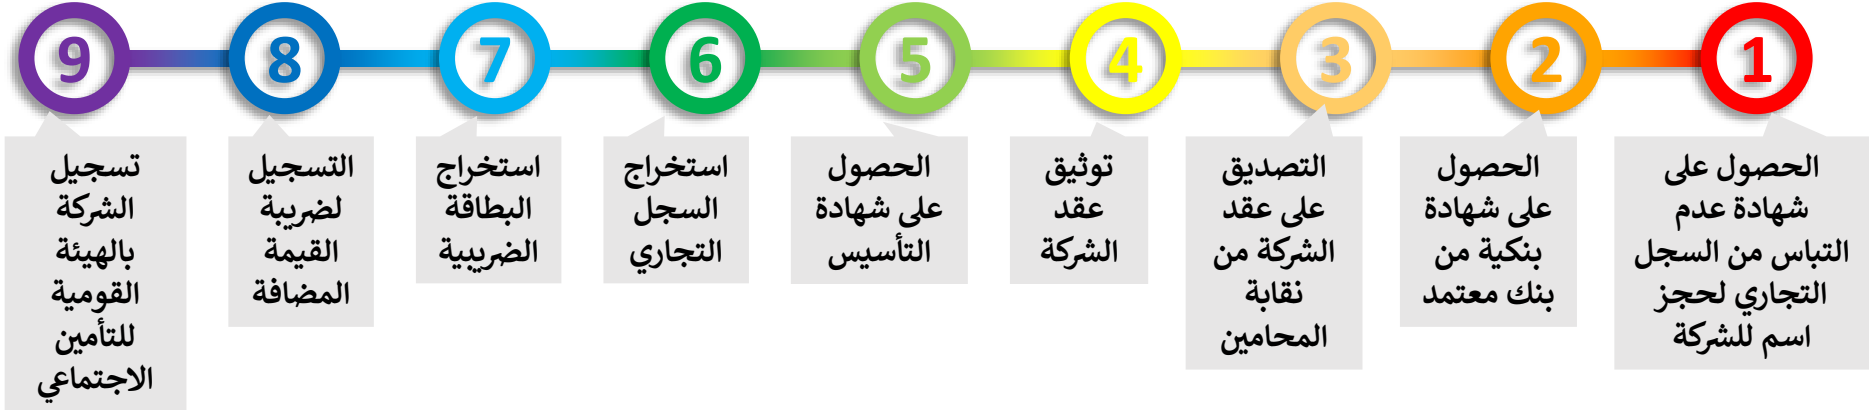 1
الحصول على
شهادة عدم
التباس من السجل
التجاري لحجز
اسم للشركة
2
الحصول
على شهادة
بنكية من
بنك معتمد
3
التصديق
على عقد
الشركة من
نقابة
المحامين
4
توثيق
عقد
الشركة
5
الحصول
على شهادة
التأسيس
6
استخراج
السجل
التجاري
7
استخراج
البطاقة
الضريبية
8
التسجيل
لضريبة
القيمة
المضافة
9
تسجيل
الشركة
بالهيئة
القومية
للتأمين
الاجتماعي